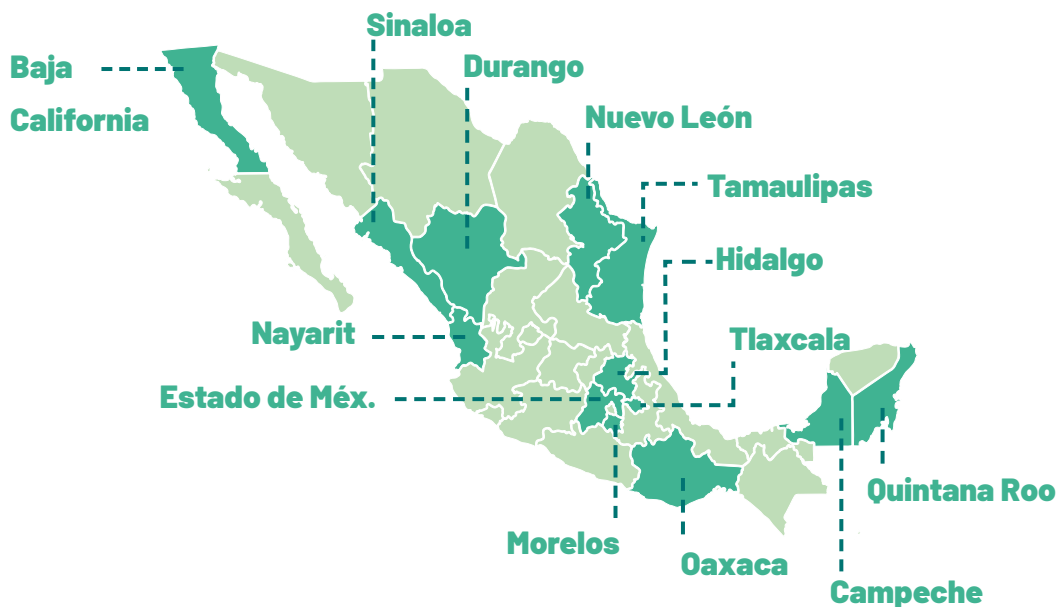 Sinaloa
Baja
California
Durango
Nuevo León
Tamaulipas
Hidalgo
Nayarit
Tlaxcala
Estado de Méx.
Quintana Roo
Morelos
Oaxaca
Campeche